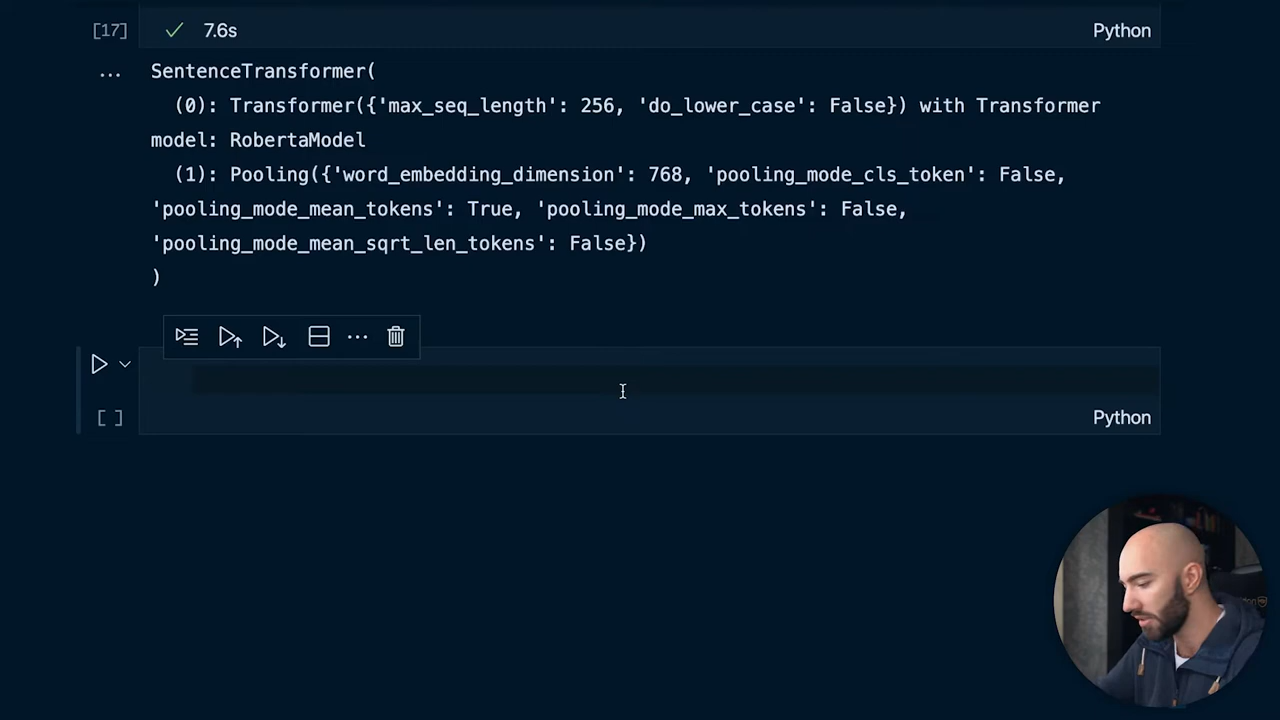 [17] 7.6s Python
... SentenceTransformer(
(0): Transformer({'max_seq_length': 256, 'do_lower_case': False}) with Transformer
model: RobertaModel
(1): Pooling({'word_embedding_dimension': 768, 'pooling_mode_cls_token': False,
'pooling_mode_mean_tokens': True, 'pooling_mode_max_tokens': False,
'pooling_mode_mean_sqrt_len_tokens': False})
)
[ ] Python